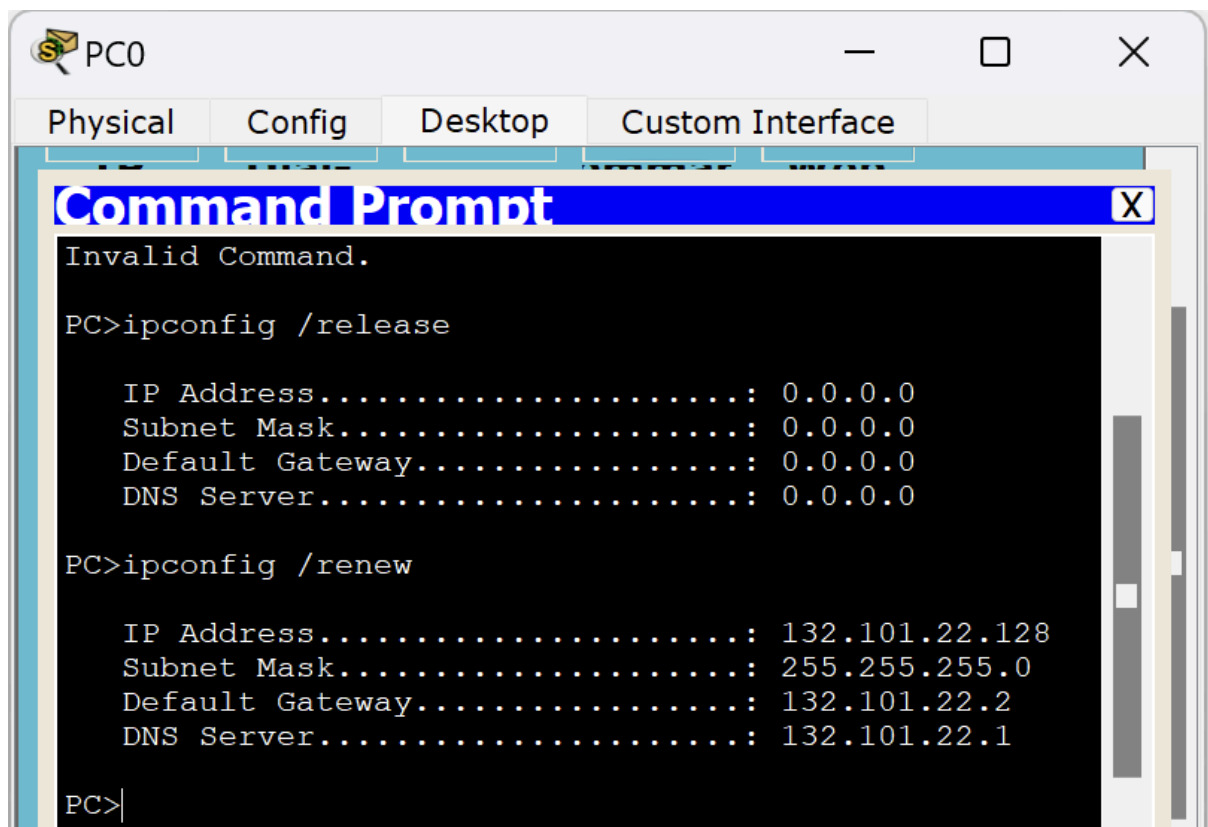 PC0
Physical Config Desktop Custom Interface
Command Prompt X
Invalid Command.
PC>ipconfig /release
IP Address......................: 0.0.0.0
Subnet Mask.....................: 0.0.0.0
Default Gateway.................: 0.0.0.0
DNS Server......................: 0.0.0.0
PC>ipconfig /renew
IP Address......................: 132.101.22.128
Subnet Mask.....................: 255.255.255.0
Default Gateway.................: 132.101.22.2
DNS Server......................: 132.101.22.1
PC>